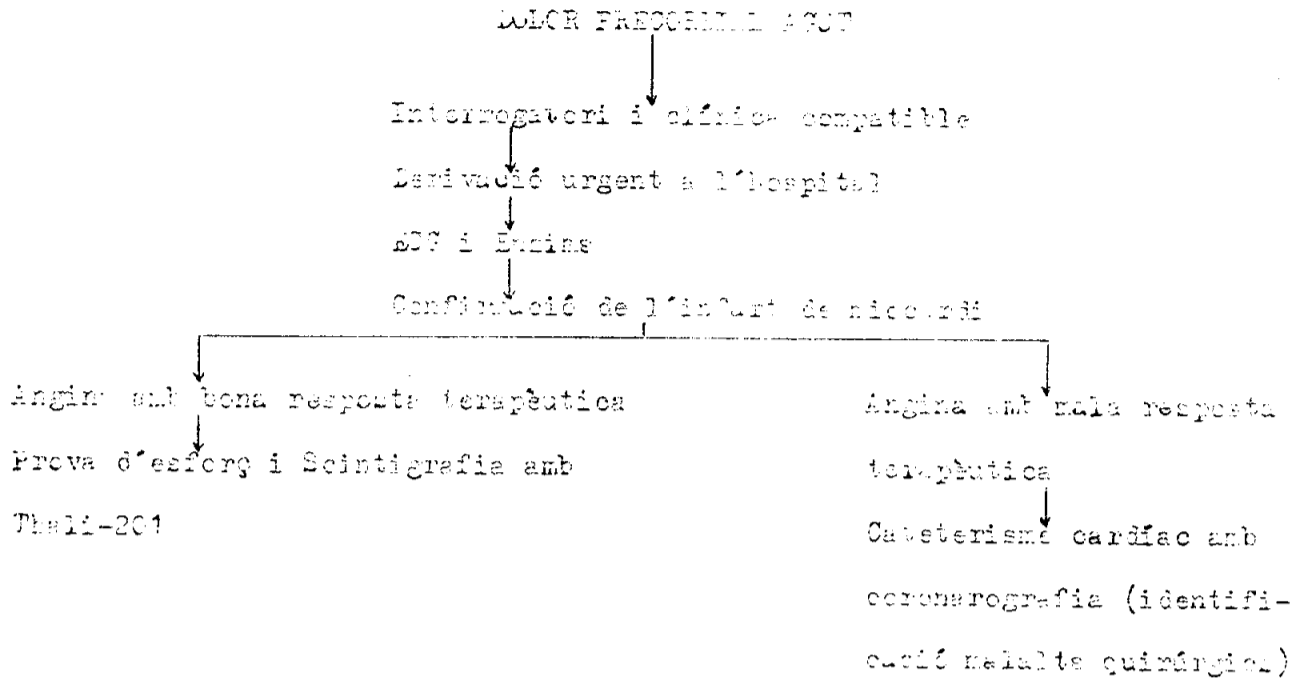 DOLOR PRECORDIAL AGUT
Interrogatori i clínica compatible
Derivació urgent a l'hospital
ECG i Enzims
Confirmació de l'infart de miocardi
Angina amb bona resposta terapèutica
Prova d'esforç i Scintigrafia amb
Thali-201
Angina amb mala resposta
terapèutica
Cateterisme cardíac amb
coronarografia (identifi-
cació malalts quirúrgics)